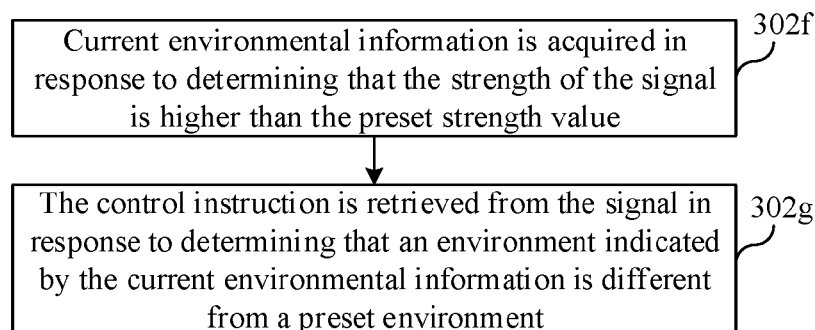 Current environmental information is acquired in
response to determining that the strength of the signal
is higher than the preset strength value
302f
The control instruction is retrieved from the signal in
response to determining that an environment indicated
by the current environmental information is different
from a preset environment
302g